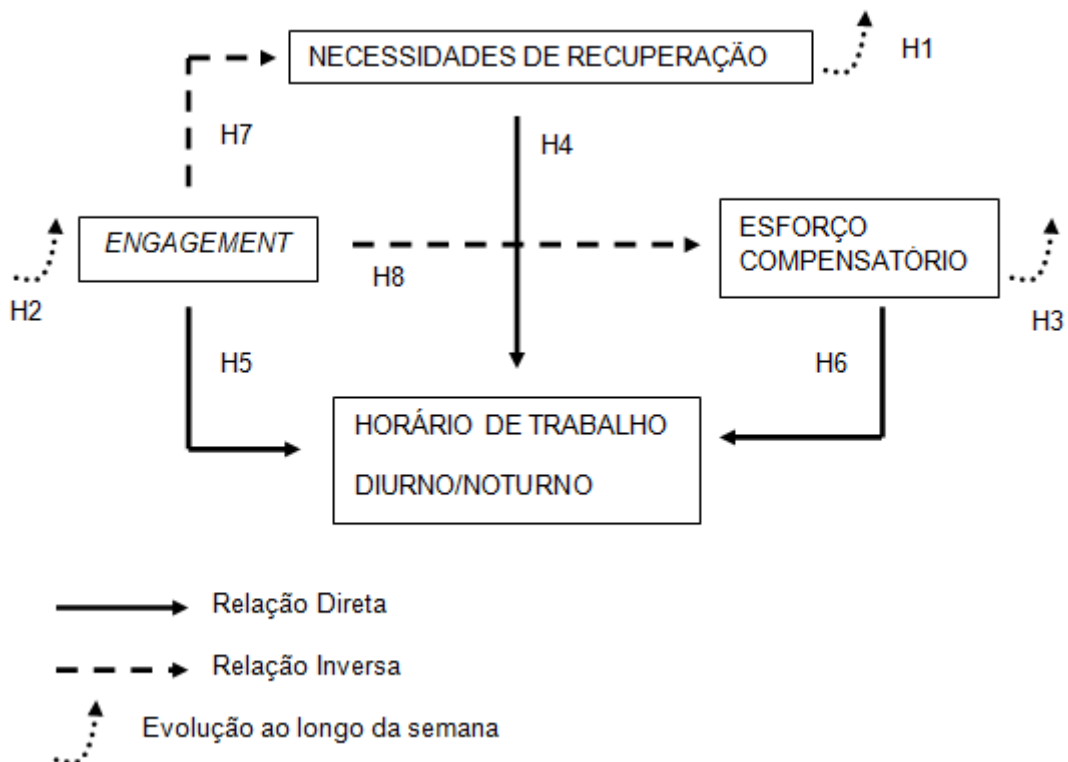 NECESSIDADES DE RECUPERAÇÃO
H1
H7
H4
ENGAGEMENT
ESFORÇO
COMPENSATÓRIO
H8
H2
H3
H5
H6
HORÁRIO DE TRABALHO
DIURNO/NOTURNO
Relação Direta
Relação Inversa
Evolução ao longo da semana